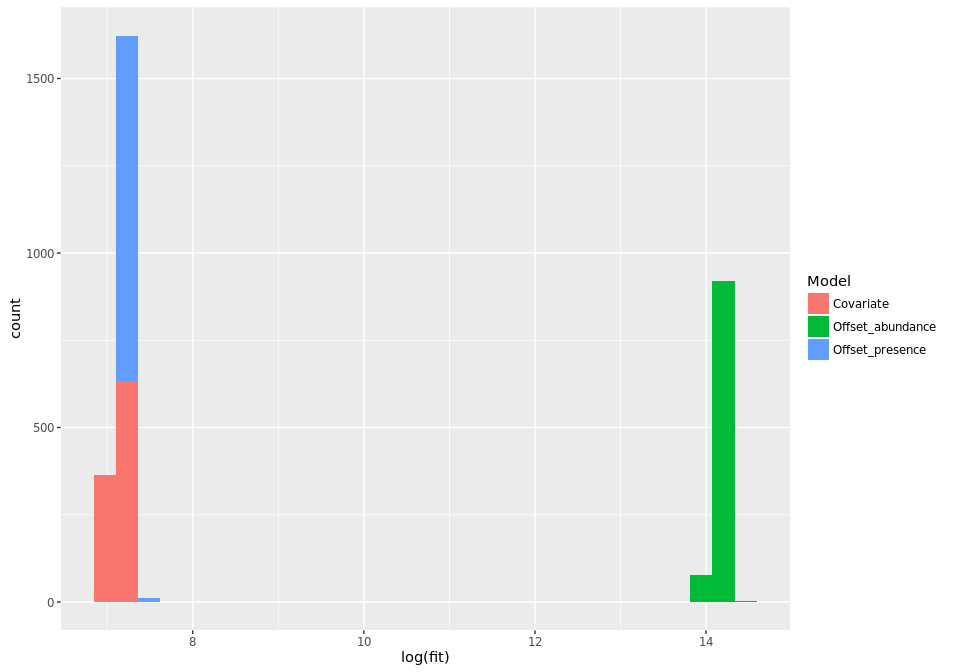 1500
1000
500
0
count
8
10
12
14
log(fit)
Model
Covariate
Offset_abundance
Offset_presence